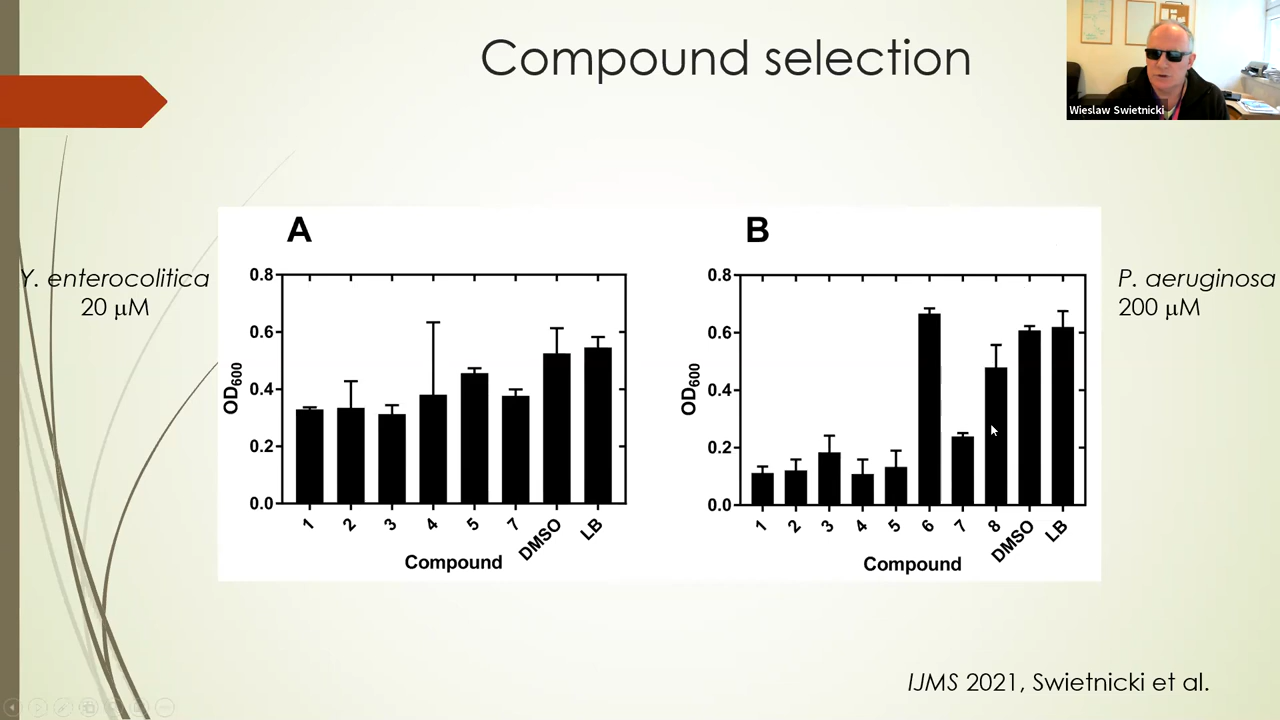 Compound selection
Wieslaw Swietnicki
Y. enterocolitica
20 μM
A
0.8
0.6
0.4
0.2
0.0
OD600
1 2 3 4 5 7 DMSO LB
Compound
B
0.8
0.6
0.4
0.2
0.0
OD600
1 2 3 4 5 6 7 8 DMSO LB
Compound
P. aeruginosa
200 μM
IJMS 2021, Swietnicki et al.